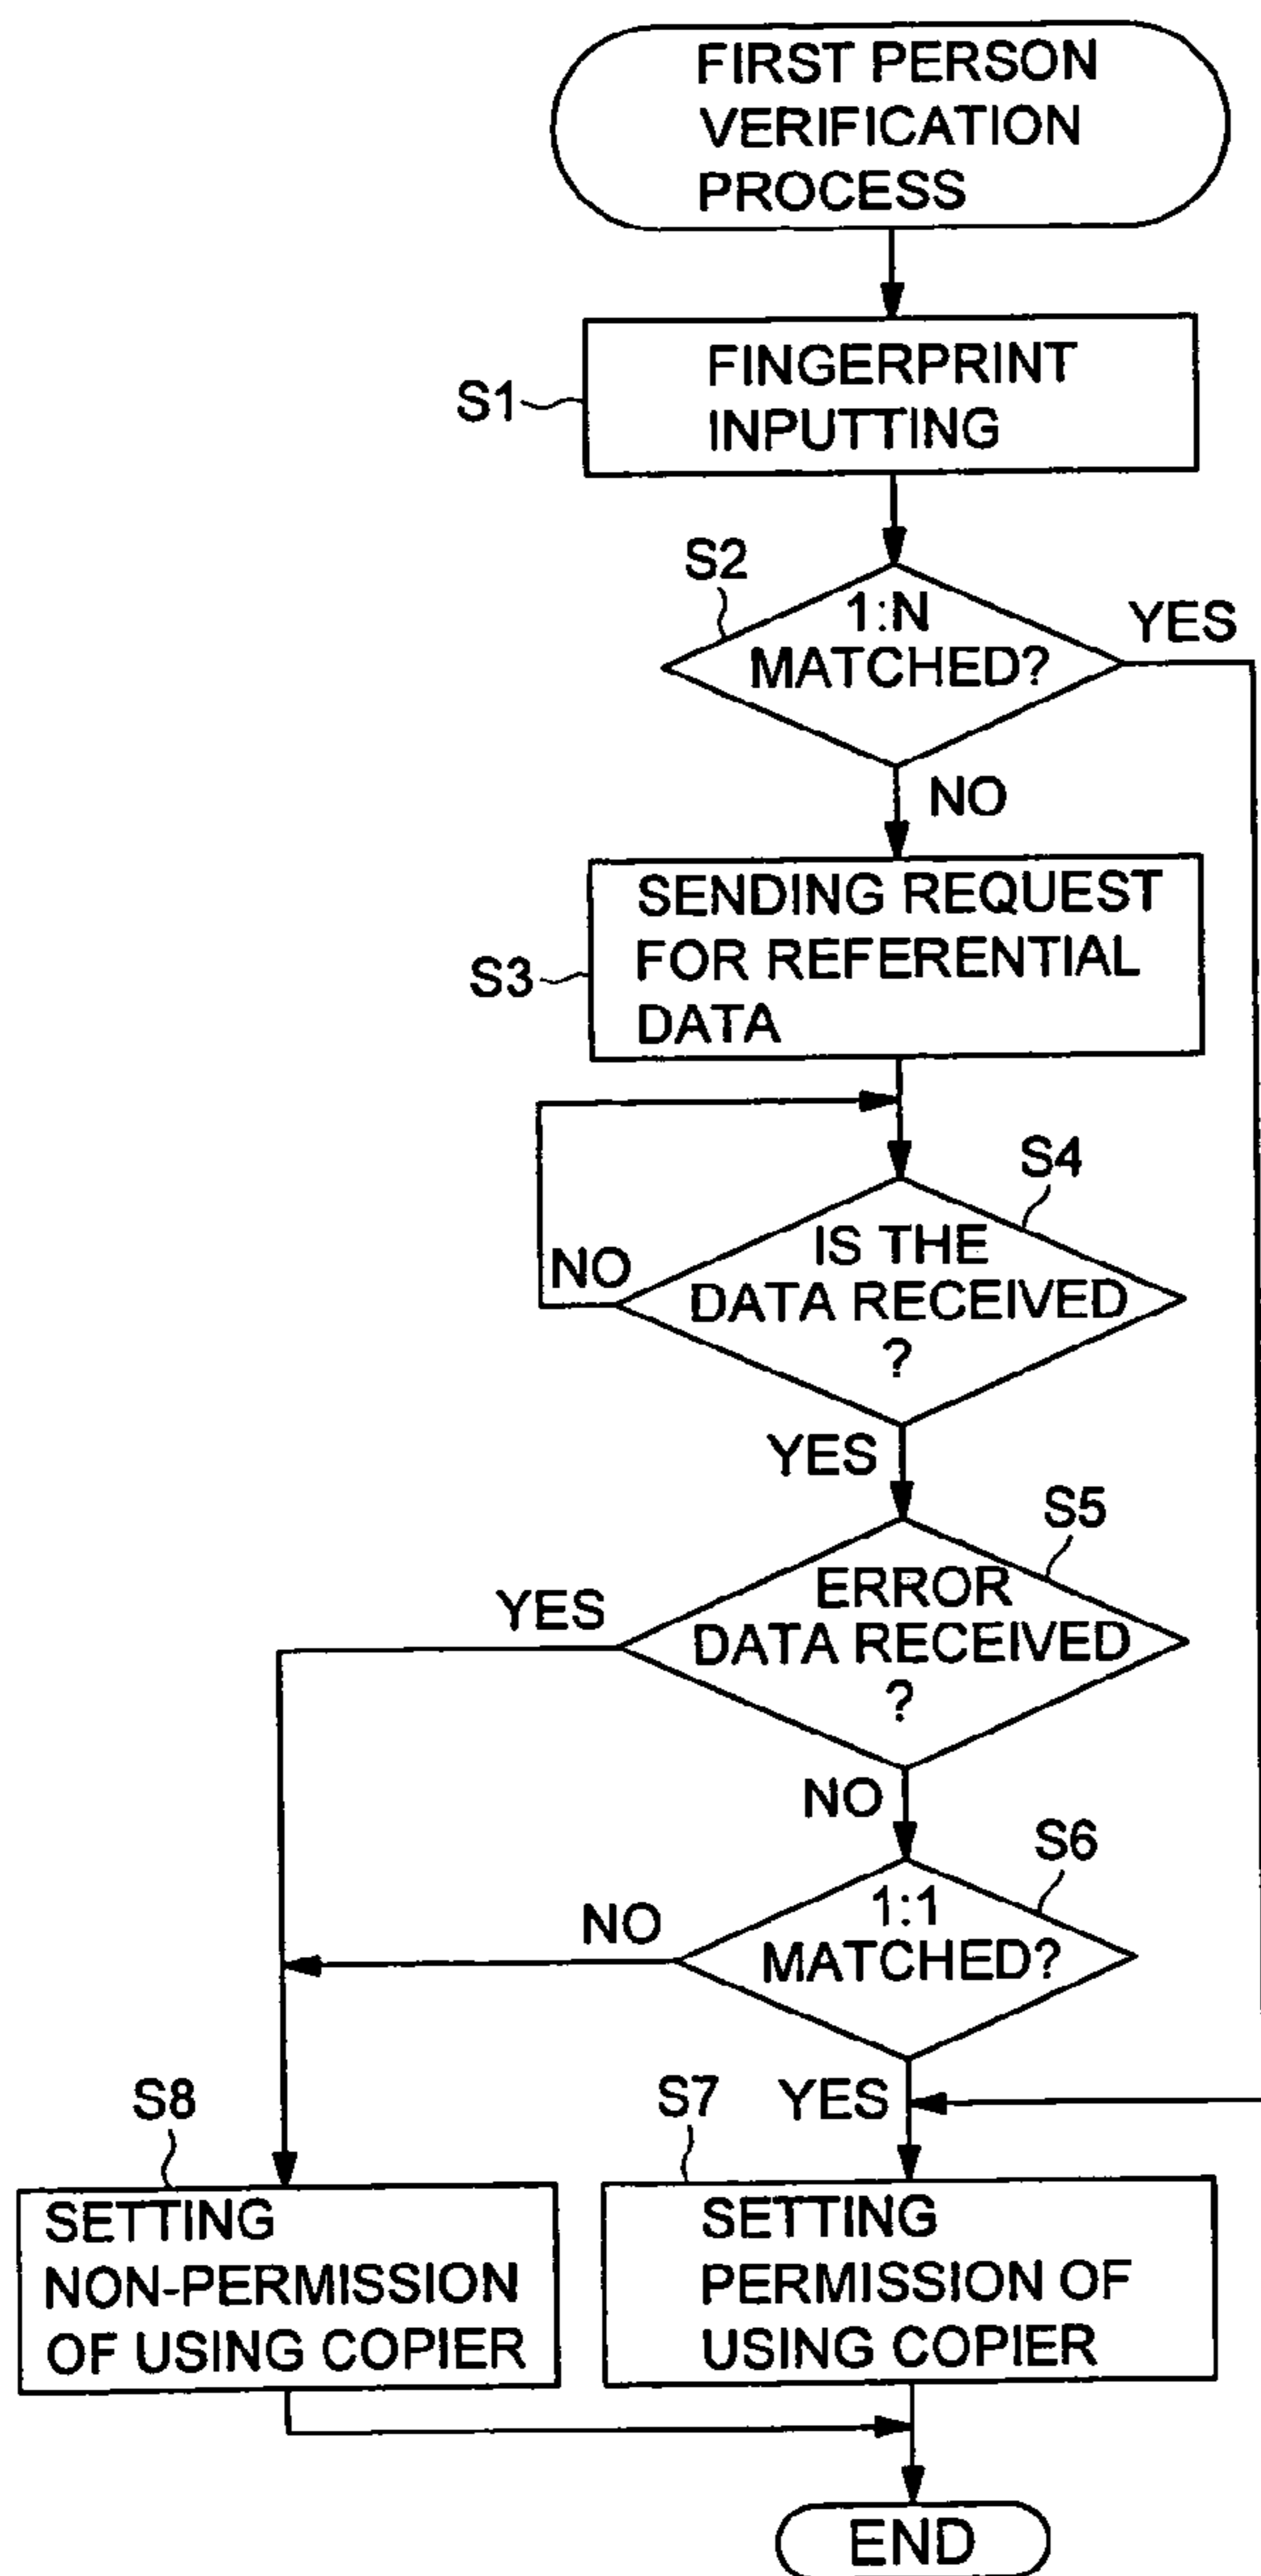 FIRST PERSON
VERIFICATION
PROCESS
S1
FINGERPRINT
INPUTTING
S2
1:N
MATCHED?
YES
NO
S3
SENDING REQUEST
FOR REFERENTIAL
DATA
S4
IS THE
DATA RECEIVED
?
NO
YES
S5
ERROR
DATA RECEIVED
?
YES
NO
S6
1:1
MATCHED?
NO
YES
S8
SETTING
NON-PERMISSION
OF USING COPIER
S7
SETTING
PERMISSION OF
USING COPIER
END